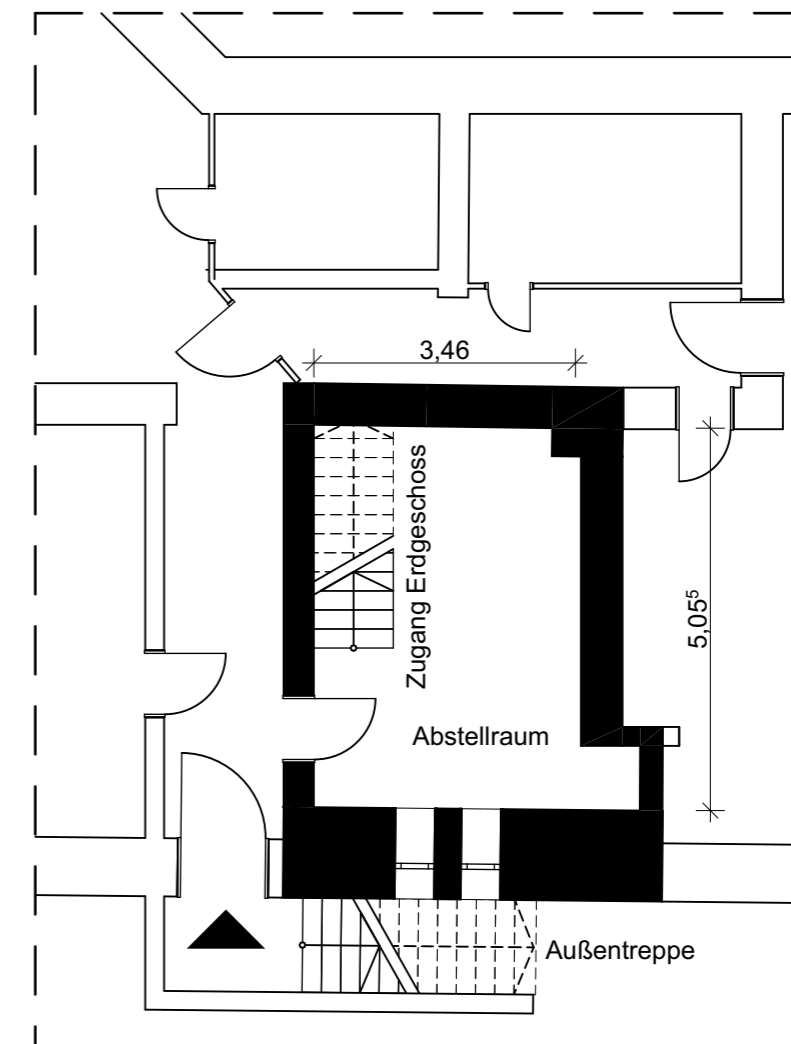 3,46
Zugang Erdgeschoss
5,05⁵
Abstellraum
Außentreppe